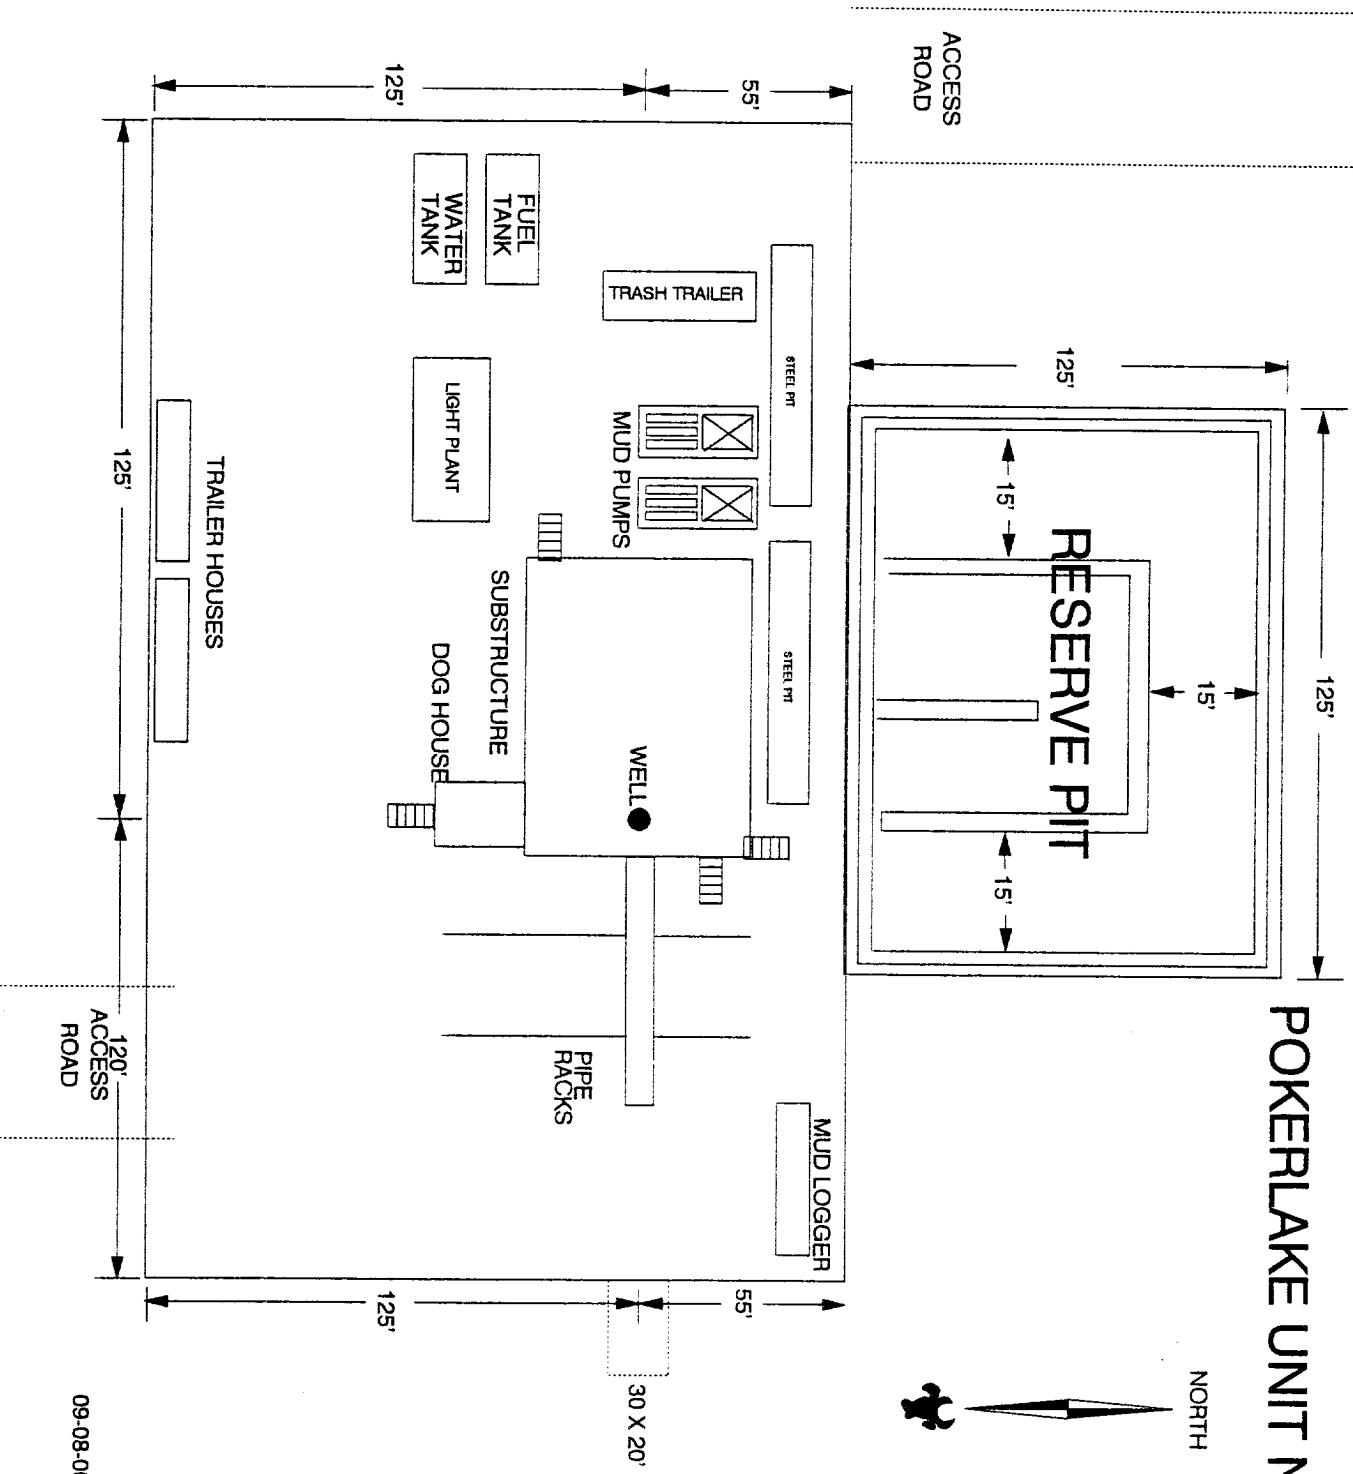 POKERLAKE UNIT N
NORTH
125'
125'
15'
RESERVE PIT
15'
15'
ACCESS
ROAD
55'
125'
STEEL PIT
STEEL PIT
MUD LOGGER
TRASH TRAILER
MUD PUMPS
WELL
PIPE
RACKS
55'
30 X 20'
125'
FUEL
TANK
WATER
TANK
LIGHT PLANT
SUBSTRUCTURE
DOG HOUSE
TRAILER HOUSES
125'
120'
ACCESS
ROAD
09-08-0